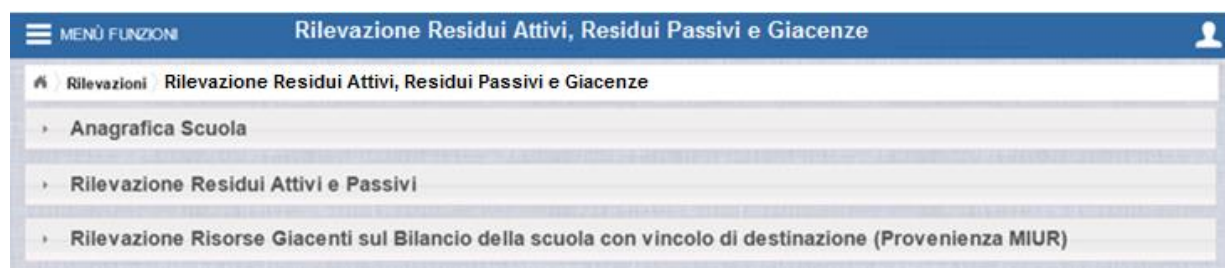 MENÙ FUNZIONI Rilevazione Residui Attivi, Residui Passivi e Giacenze
Rilevazioni Rilevazione Residui Attivi, Residui Passivi e Giacenze
Anagrafica Scuola
Rilevazione Residui Attivi e Passivi
Rilevazione Risorse Giacenti sul Bilancio della scuola con vincolo di destinazione (Provenienza MIUR)